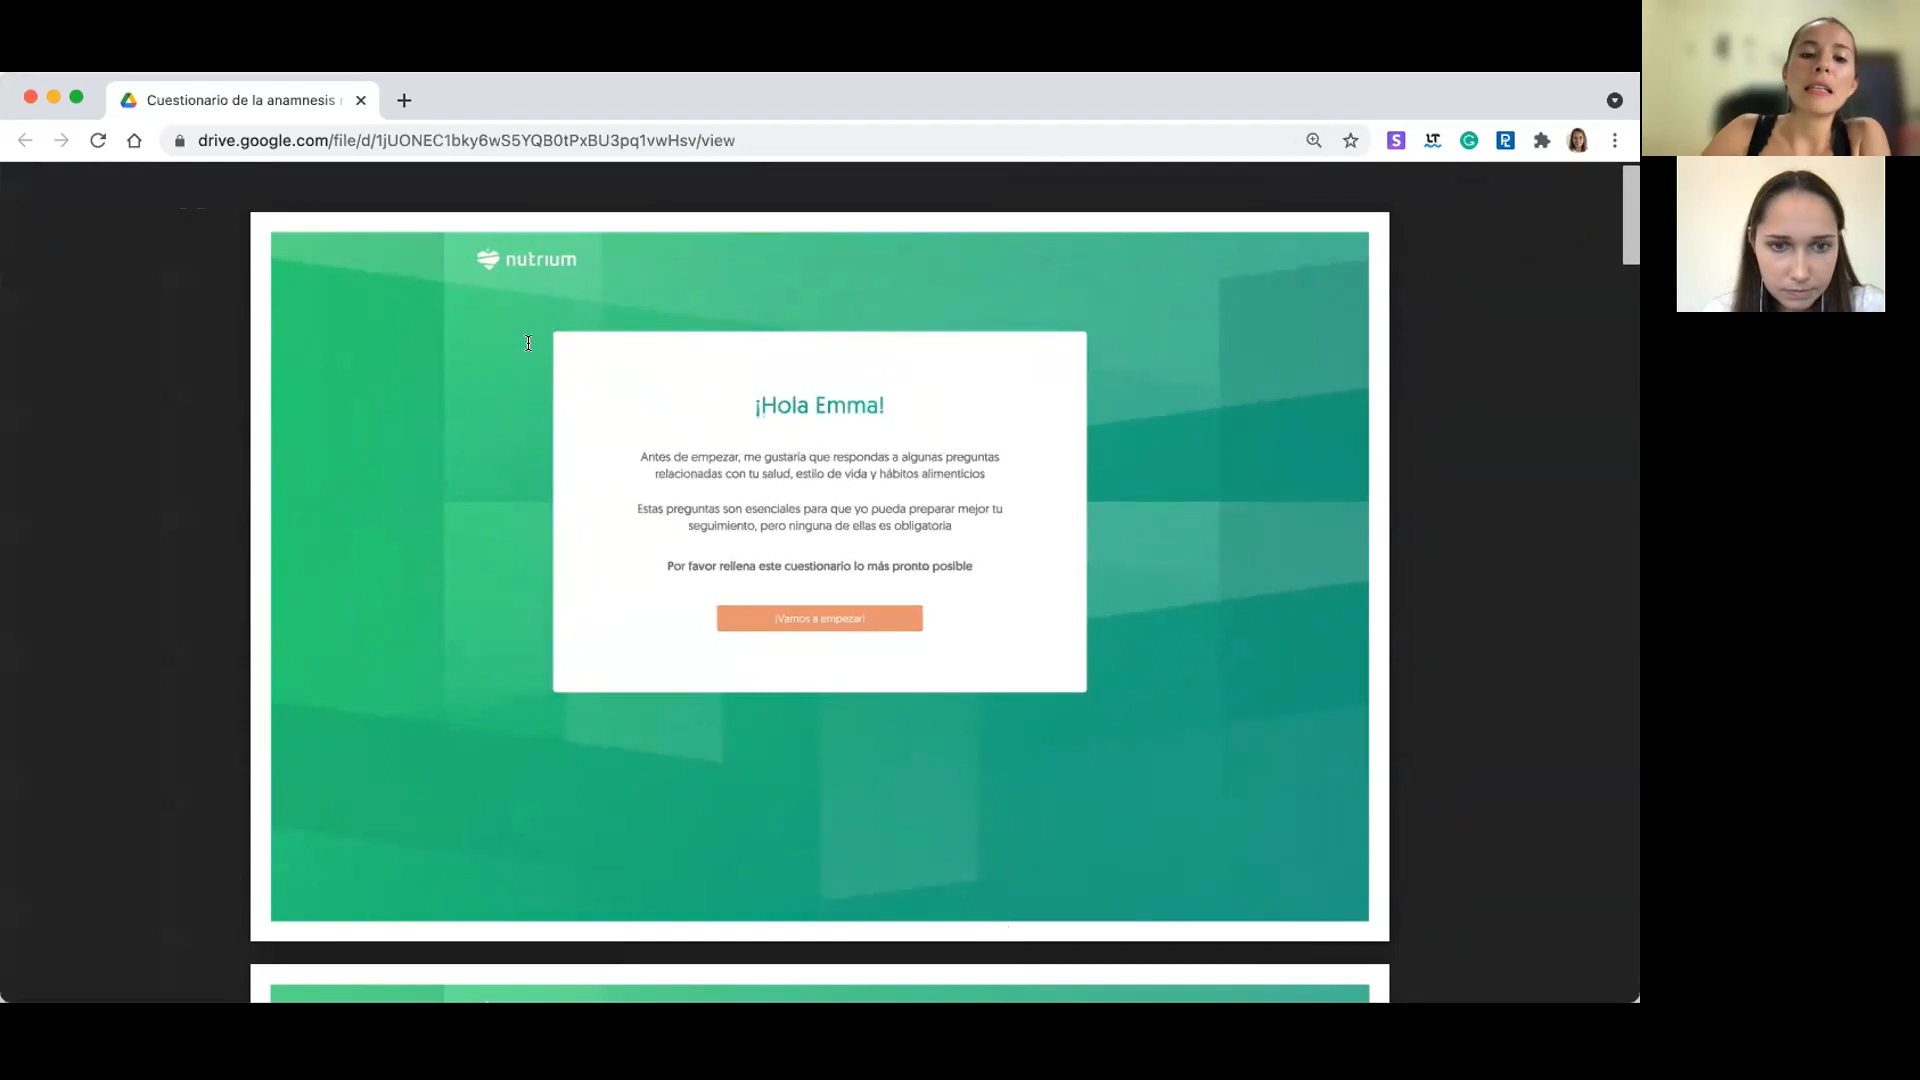 Cuestionario de la anamnesis
drive.google.com/file/d/1jUONEC1bky6wS5YQB0tPxBU3pq1vwHsv/view
nutrium
¡Hola Emma!
Antes de empezar, me gustaría que respondas a algunas preguntas
relacionadas con tu salud, estilo de vida y hábitos alimenticios
Estas preguntas son esenciales para que yo pueda preparar mejor tu
seguimiento, pero ninguna de ellas es obligatoria
Por favor rellena este cuestionario lo más pronto posible
¡Vamos a empezar!